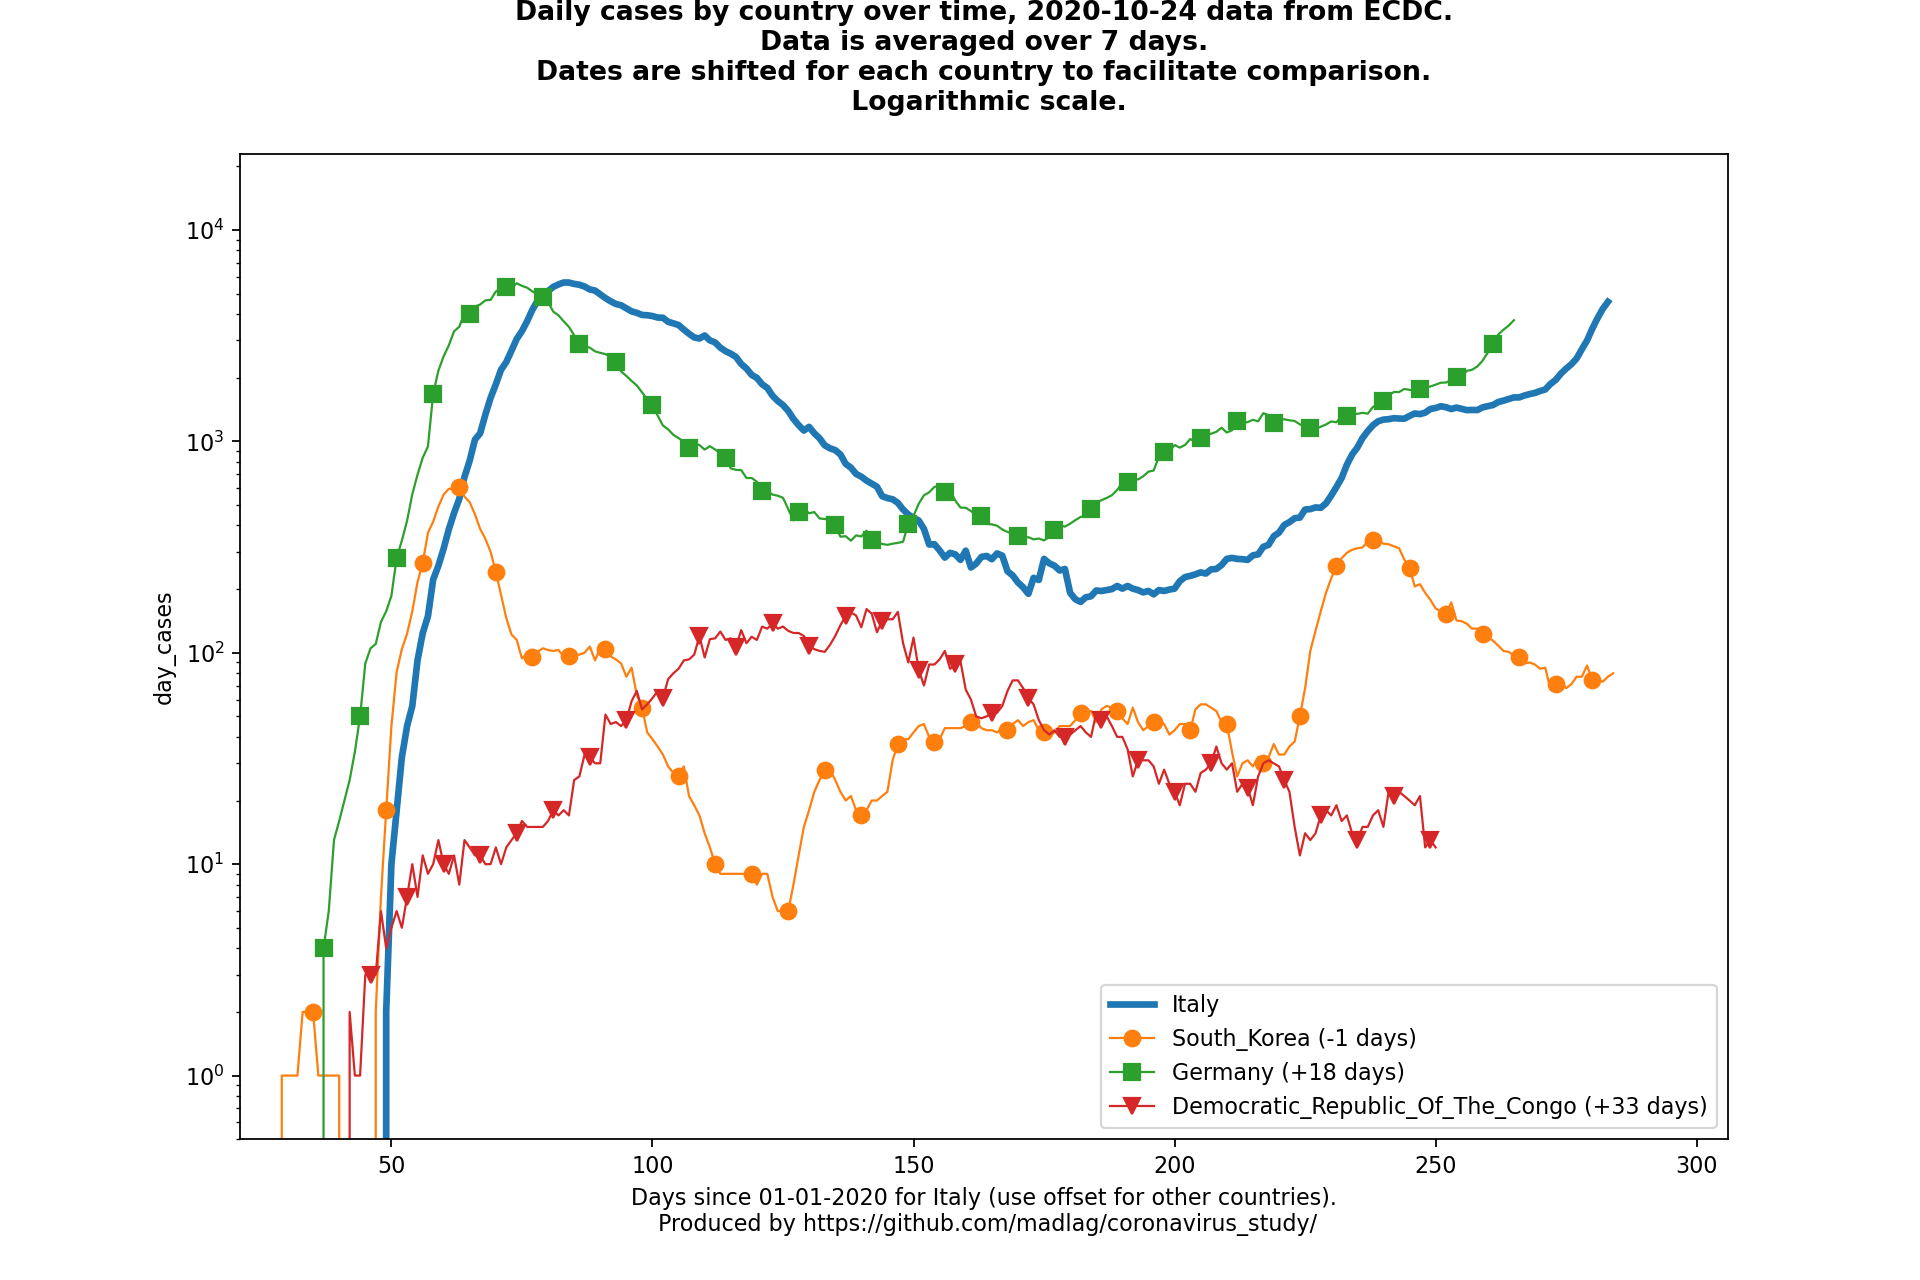 Daily cases by country over time, 2020-10-24 data from ECDC.
Data is averaged over 7 days.
Dates are shifted for each country to facilitate comparison.
Logarithmic scale.
10⁴
10³
10²
10¹
10⁰
day_cases
Italy
South_Korea (-1 days)
Germany (+18 days)
Democratic_Republic_Of_The_Congo (+33 days)
50 100 150 200 250 300
Days since 01-01-2020 for Italy (use offset for other countries).
Produced by https://github.com/madlag/coronavirus_study/